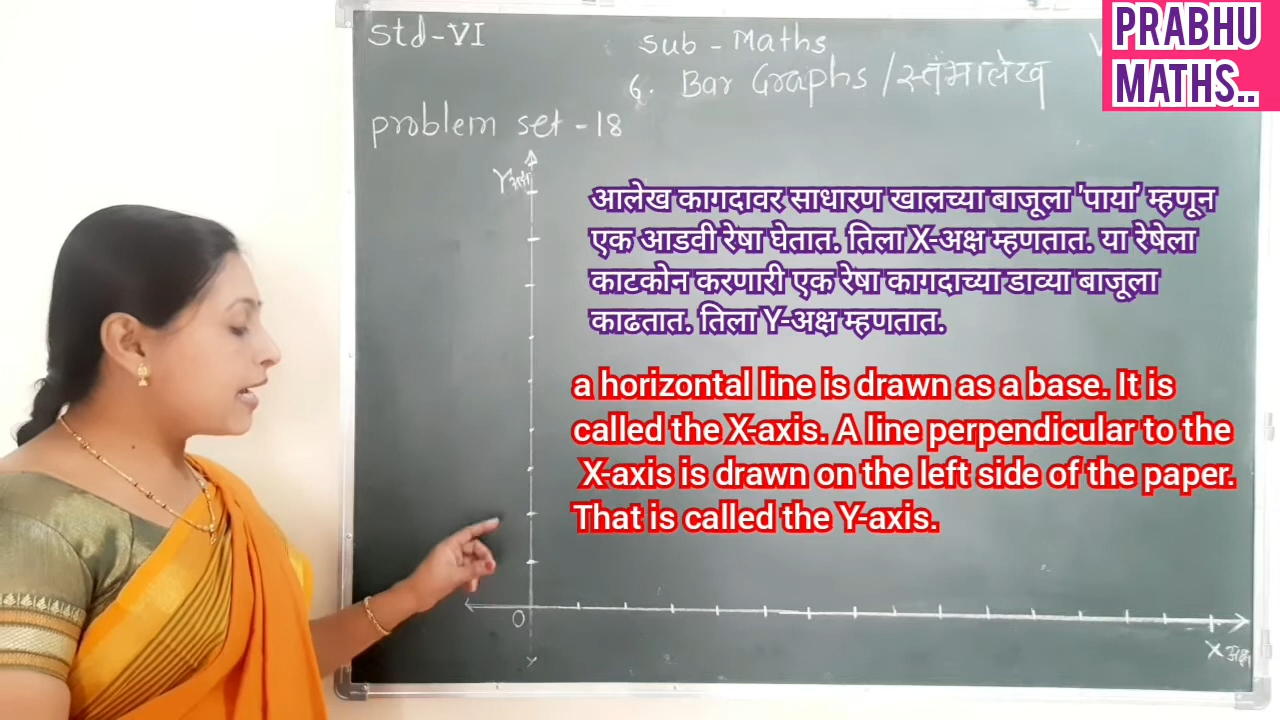 PRABHU
MATHS..
Std-VI
Sub - Maths
6. Bar Graphs / स्तंभालेख
problem set - 18
Y अक्ष
आलेख कागदावर साधारण खालच्या बाजूला 'पाया' म्हणून
एक आडवी रेषा घेतात. तिला X-अक्ष म्हणतात. या रेषेला
काटकोन करणारी एक रेषा कागदाच्या डाव्या बाजूला
काढतात. तिला Y-अक्ष म्हणतात.
a horizontal line is drawn as a base. It is
called the X-axis. A line perpendicular to the
X-axis is drawn on the left side of the paper.
That is called the Y-axis.
O
X अक्ष